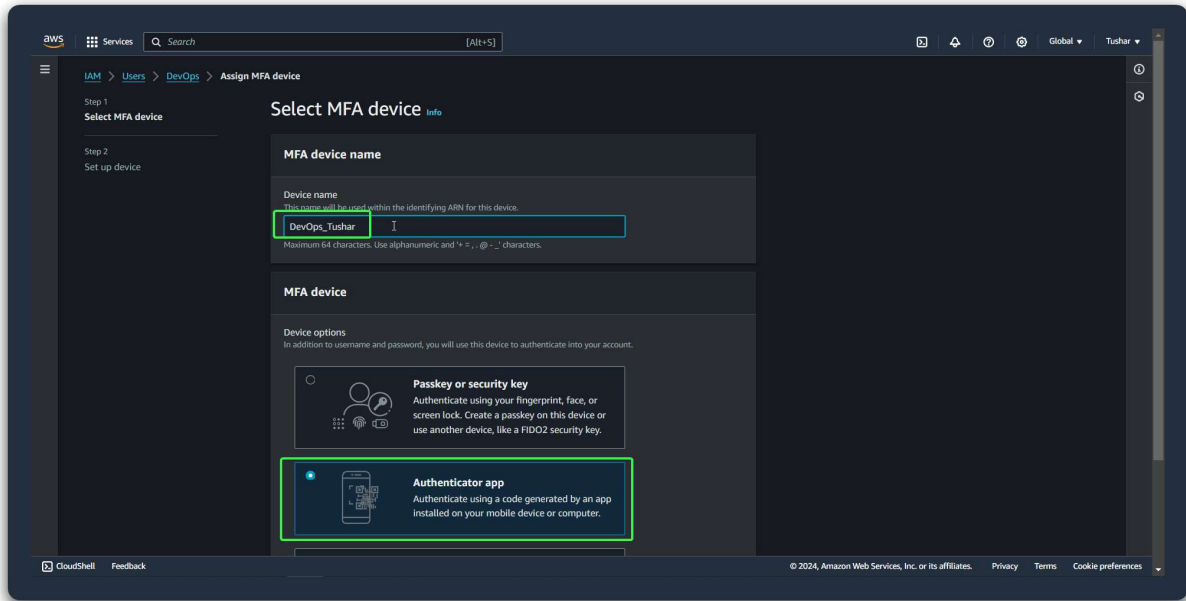 aws
Services
Search
[Alt+S]
Global
Tushar
IAM > Users > DevOps > Assign MFA device
Step 1
Select MFA device
Step 2
Set up device
Select MFA device Info
MFA device name
Device name
This name will be used within the identifying ARN for this device.
DevOps_Tushar
Maximum 64 characters. Use alphanumeric and '+ = , . @ - _' characters.
MFA device
Device options
In addition to username and password, you will use this device to authenticate into your account.
Passkey or security key
Authenticate using your fingerprint, face, or
screen lock. Create a passkey on this device or
use another device, like a FIDO2 security key.
Authenticator app
Authenticate using a code generated by an app
installed on your mobile device or computer.
CloudShell
Feedback
© 2024, Amazon Web Services, Inc. or its affiliates.
Privacy
Terms
Cookie preferences